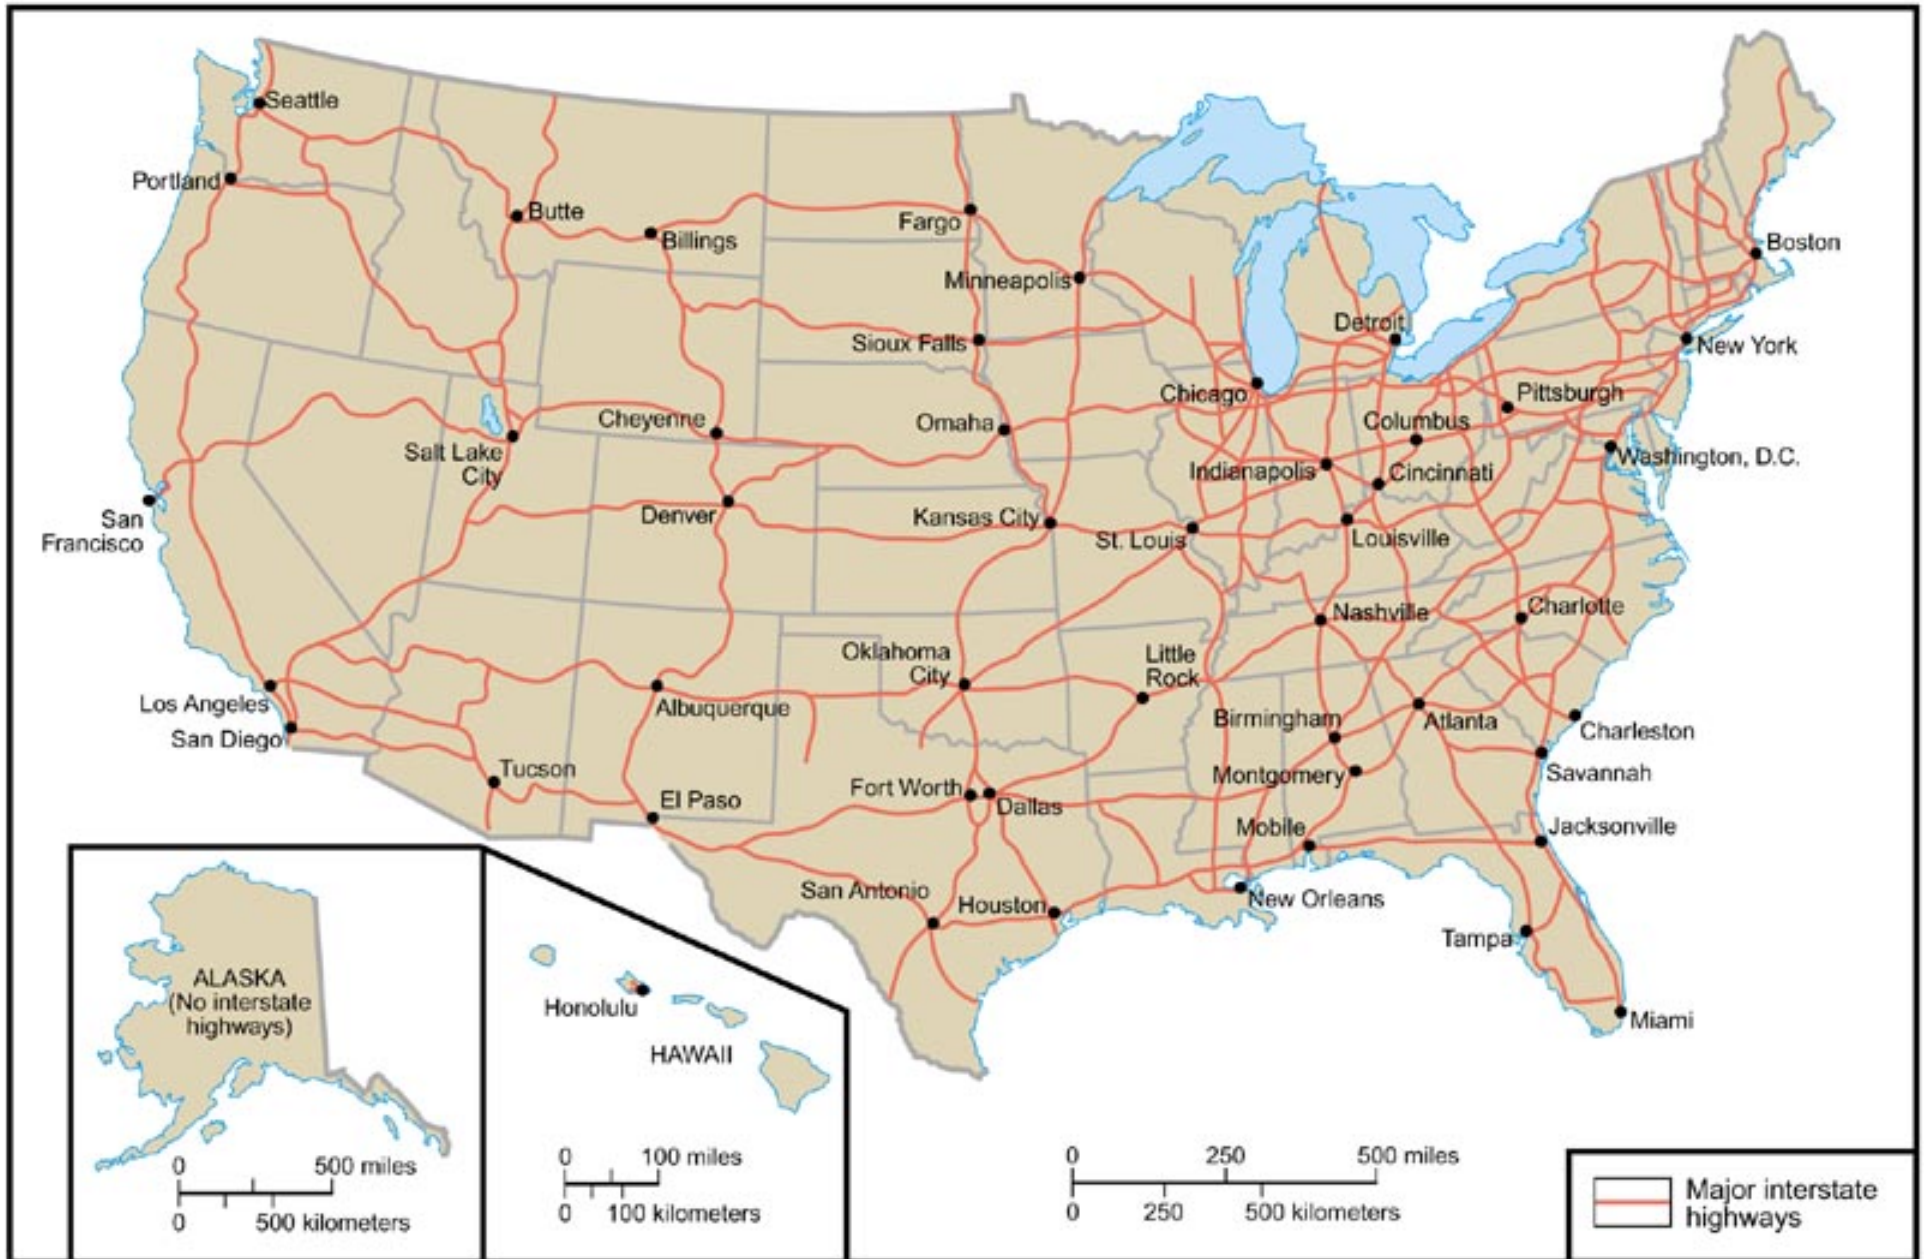 Seattle
Portland
Butte
Billings
Fargo
Minneapolis
Boston
Detroit
Sioux Falls
New York
Chicago
Pittsburgh
Cheyenne
Omaha
Columbus
Salt Lake
City
Indianapolis
Cincinnati
Washington, D.C.
San
Francisco
Denver
Kansas City
St. Louis
Louisville
Nashville
Charlotte
Oklahoma
City
Little
Rock
Los Angeles
Albuquerque
San Diego
Birmingham
Atlanta
Charleston
Tucson
Montgomery
Savannah
El Paso
Fort Worth
Dallas
Mobile
Jacksonville
San Antonio
Houston
New Orleans
Tampa
Miami
ALASKA
(No interstate
highways)
0 500 miles
0 500 kilometers
Honolulu
HAWAII
0 100 miles
0 100 kilometers
0 250 500 miles
0 250 500 kilometers
Major interstate
highways